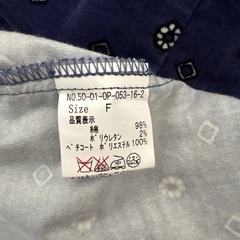 NO.50-01-OP-053-16-2
Size F
品質表示
綿 98%
ポリウレタン 2%
ペチコート ポリエステル100%